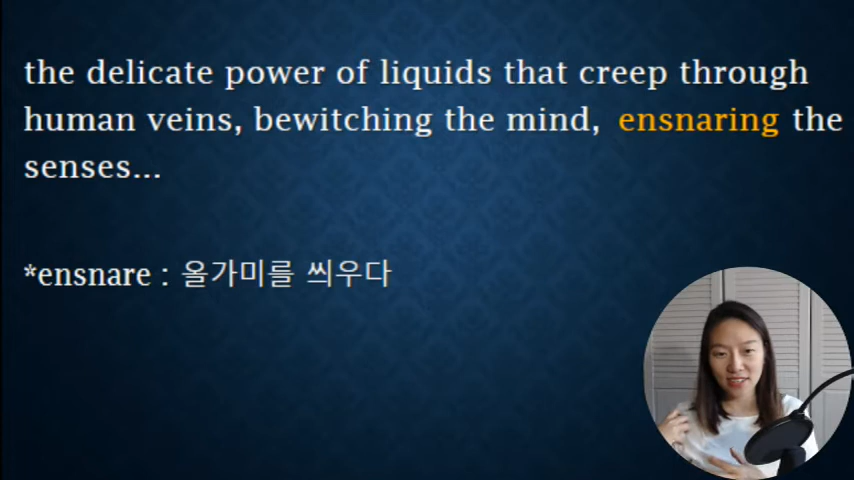 the delicate power of liquids that creep through
human veins, bewitching the mind, ensnaring the
senses...
*ensnare : 올가미를 씌우다